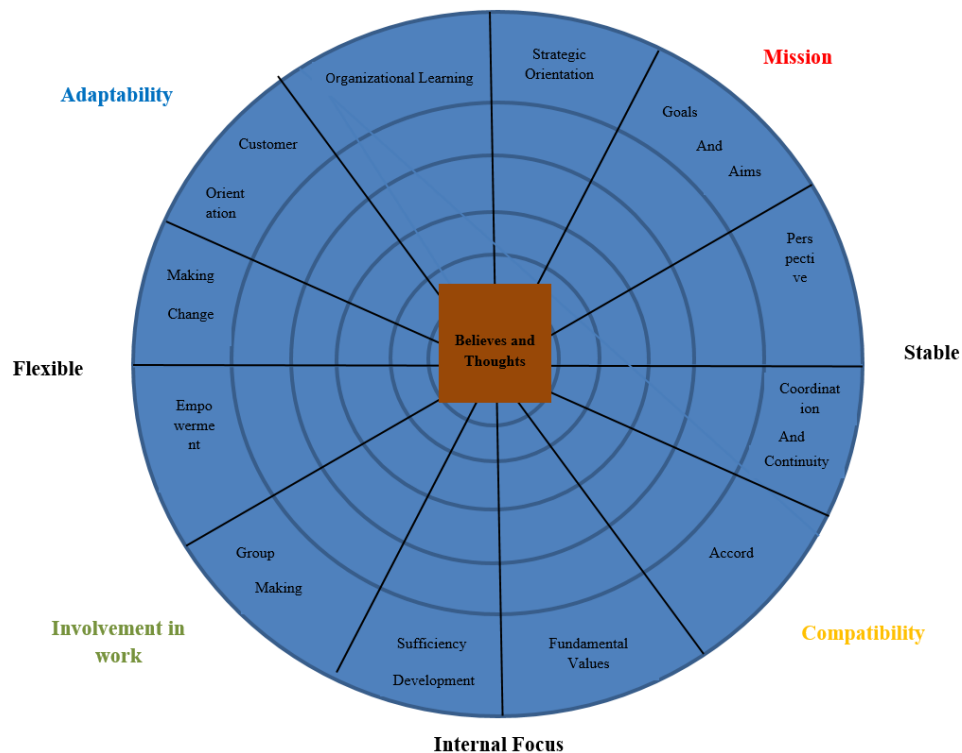 Mission
Adaptability
Strategic
Orientation
Organizational Learning
Goals
And
Aims
Customer
Orient
ation
Pers
pecti
ve
Making
Change
Believes and
Thoughts
Flexible
Stable
Coordinat
ion
And
Continuity
Empo
werme
nt
Group
Making
Accord
Involvement in
work
Compatibility
Sufficiency
Development
Fundamental
Values
Internal Focus